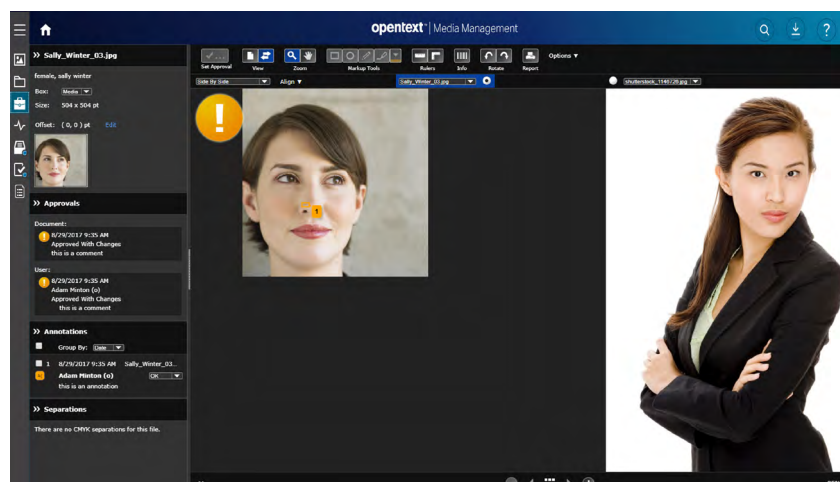 opentext™ | Media Management
Sally_Winter_03.jpg
female, sally winter
Box: Media
Size: 504 x 504 pt
Offset: ( 0, 0 ) pt Edit
Approvals
Document:
8/29/2017 9:35 AM
Approved With Changes
this is a comment
User:
8/29/2017 9:35 AM
Adam Minton (o)
Approved With Changes
this is a comment
Annotations
Group By: Date
1 8/29/2017 9:35 AM Sally_Winter_03...
Adam Minton (o) OK
this is an annotation
Separations
There are no CMYK separations for this file.
Set Approval View Zoom Markup Tools Rulers Info Rotate Report Options
Side By Side Align Sally_Winter_03.jpg shutterstock_1146729.jpg
1